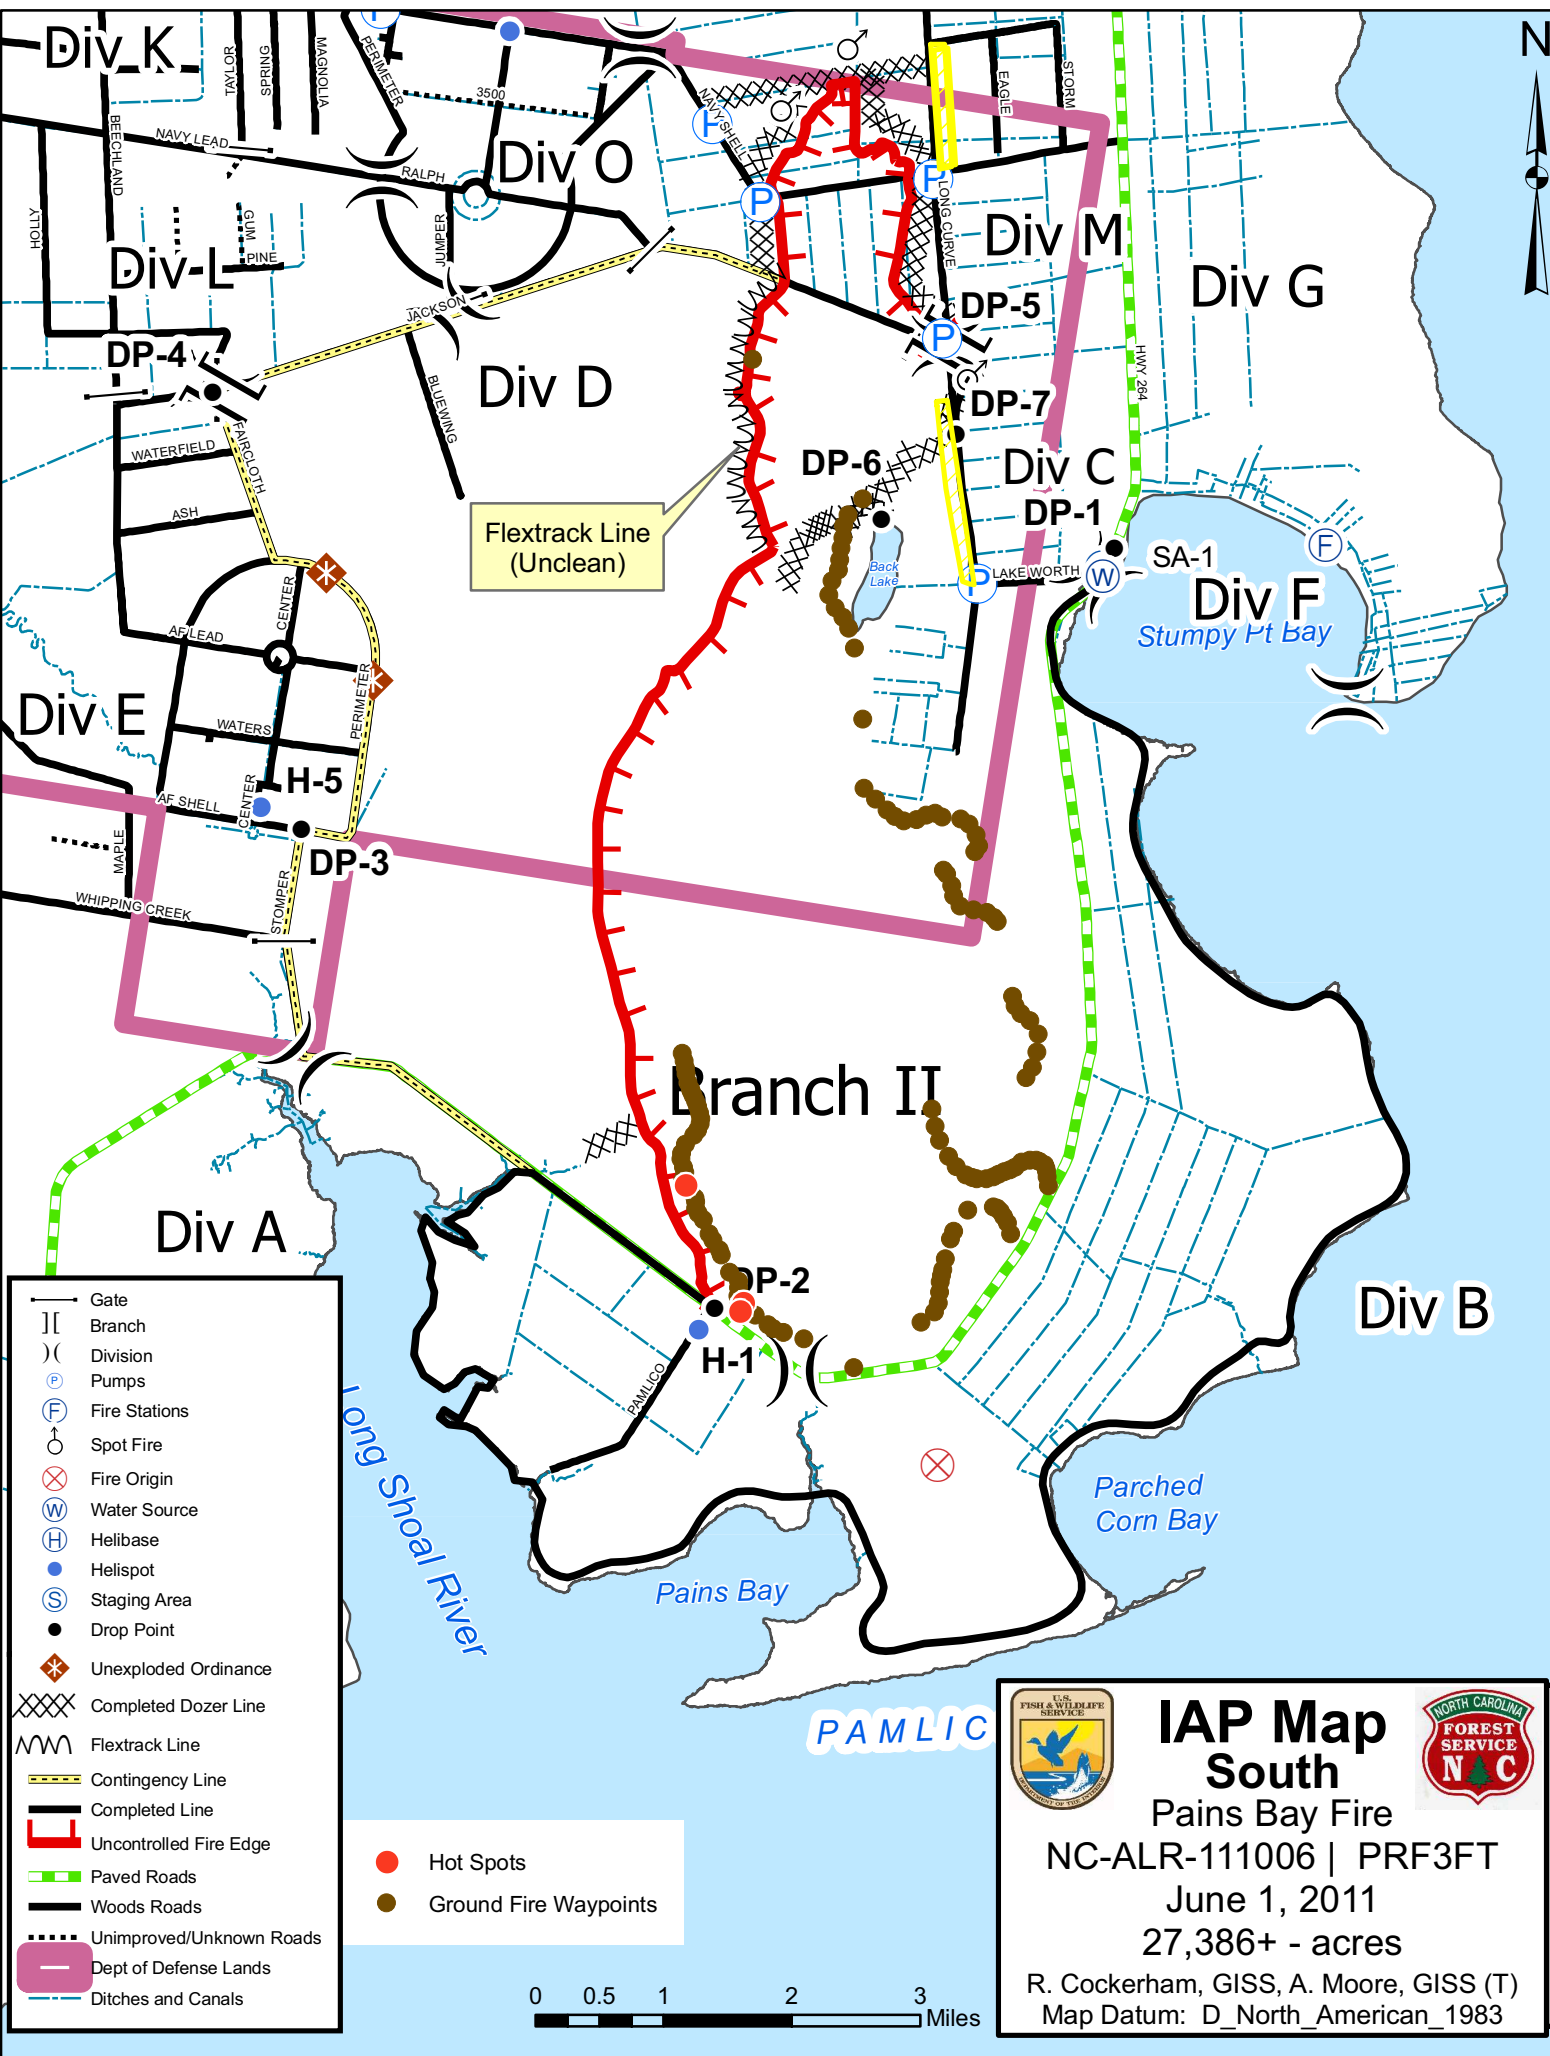 N
Div K
TAYLOR
SPRING
MAGNOLIA
PERIMETER
3500
NAVY SHELL
EAGLE
STORM
BEECHLAND
NAVY LEAD
RALPH
Div O
F
P
P
LONG CURVE
Div M
HOLLY
GUM
PINE
JUMPER
Div L
JACKSON
Div G
DP-5
P
DP-4
Div D
BLUEWING
HWY 264
DP-7
FAIRCLOTH
WATERFIELD
DP-6
Div C
ASH
DP-1
Flextrack Line
(Unclean)
Back
Lake
P
LAKE WORTH
W
SA-1
F
Div F
Stumpy Pt Bay
CENTER
AF LEAD
PERIMETER
Div E
WATERS
H-5
AF SHELL
CENTER
DP-3
MAPLE
WHIPPING CREEK
STOMPER
Branch II
Div A
DP-2
H-1
PAMLICO
Div B
Long Shoal River
Pains Bay
Parched
Corn Bay
PAMLIC
Gate
Branch
Division
P Pumps
F Fire Stations
Spot Fire
Fire Origin
W Water Source
H Helibase
Helispot
S Staging Area
Drop Point
Unexploded Ordinance
Completed Dozer Line
Flextrack Line
Contingency Line
Completed Line
Uncontrolled Fire Edge
Paved Roads
Woods Roads
Unimproved/Unknown Roads
Dept of Defense Lands
Ditches and Canals
Hot Spots
Ground Fire Waypoints
0 0.5 1 2 3
Miles
U.S.
FISH & WILDLIFE
SERVICE
DEPARTMENT OF THE INTERIOR
NORTH CAROLINA
FOREST
SERVICE
N C
IAP Map
South
Pains Bay Fire
NC-ALR-111006 | PRF3FT
June 1, 2011
27,386+ - acres
R. Cockerham, GISS, A. Moore, GISS (T)
Map Datum: D_North_American_1983